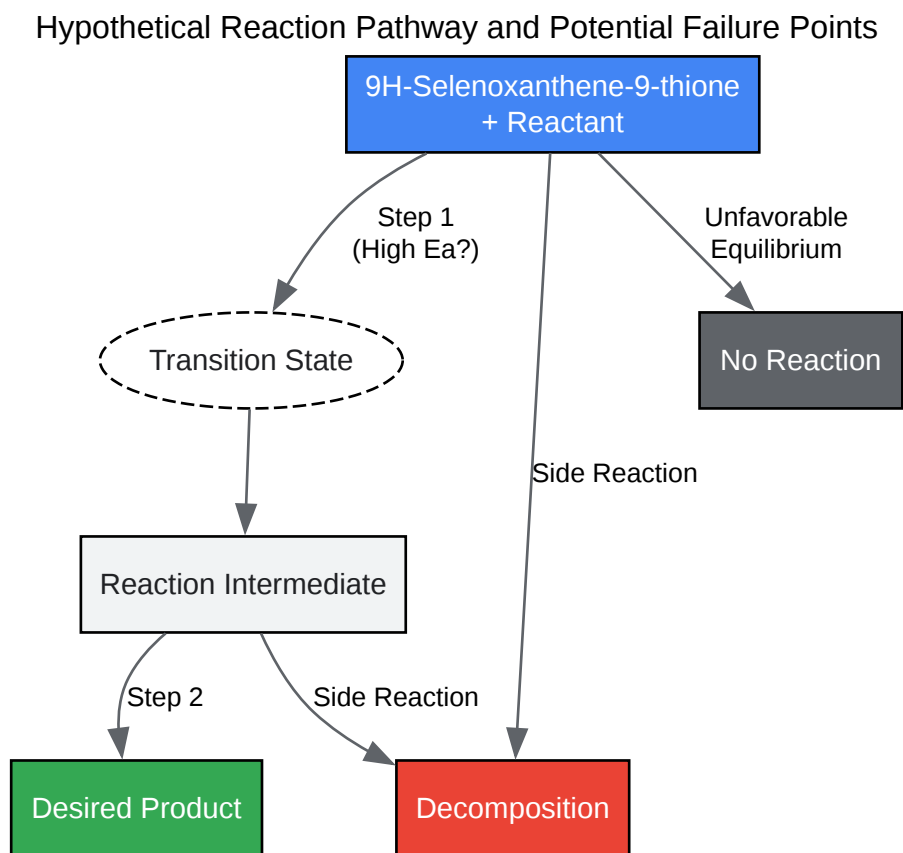 Hypothetical Reaction Pathway and Potential Failure Points
9H-Selenoxanthene-9-thione
+ Reactant
Step 1
(High Ea?)
Unfavorable
Equilibrium
Transition State
No Reaction
Side Reaction
Reaction Intermediate
Step 2
Side Reaction
Desired Product
Decomposition